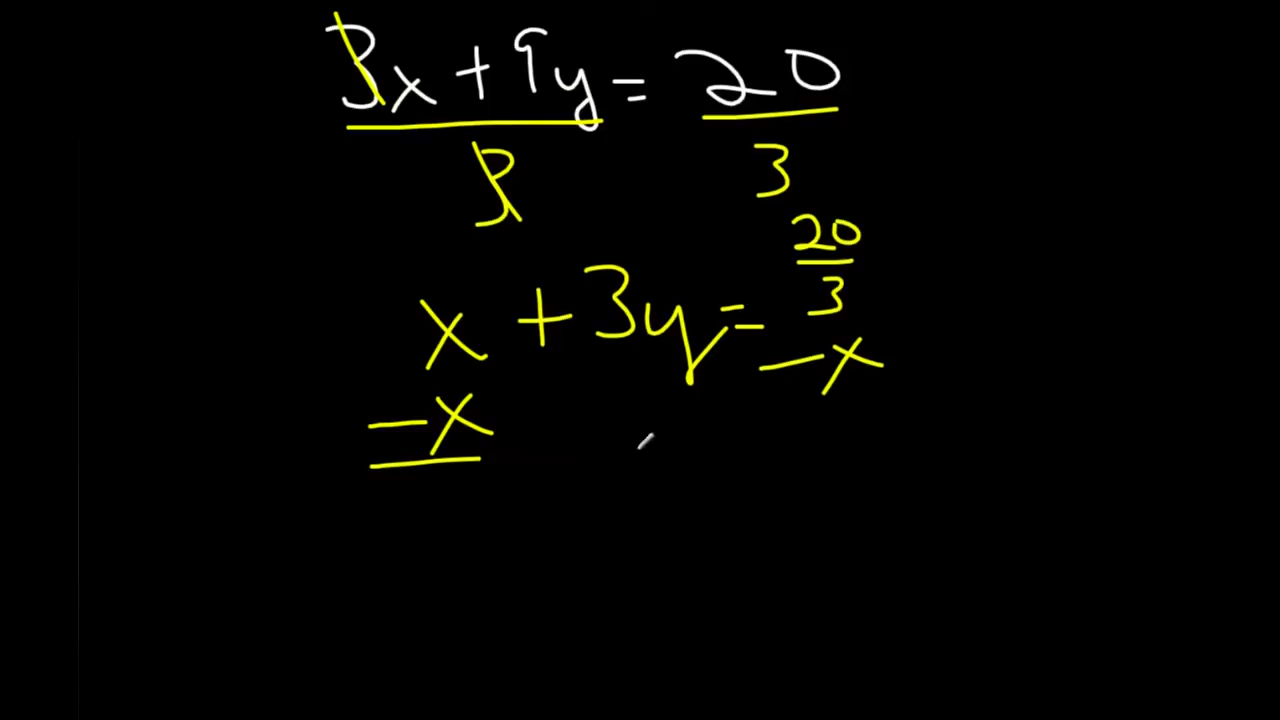 3x + 9y = 20
3 3
20
3
x + 3y =
-x
-x